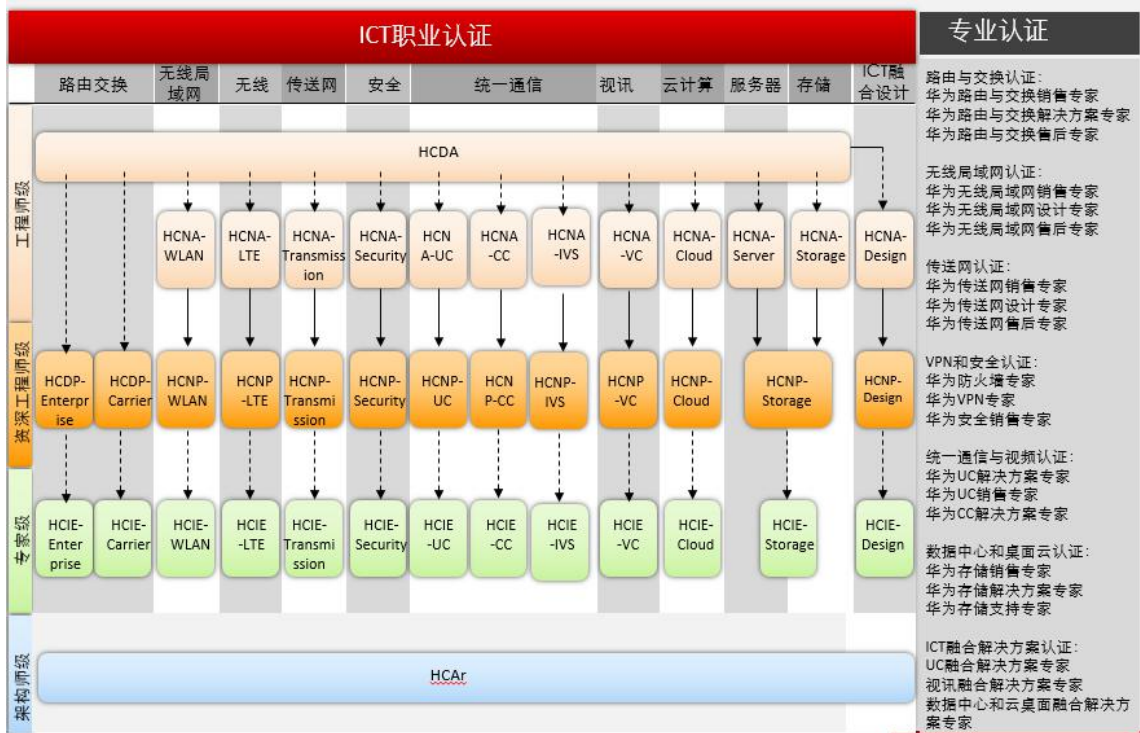 ICT职业认证
专业认证
路由交换
无线局
域网
无线
传送网
安全
统一通信
视讯
云计算
服务器
存储
ICT融
合设计
工程师级
HCDA
HCNA-
WLAN
HCNA-
LTE
HCNA-
Transmiss
ion
HCNA-
Security
HCN
A-UC
HCNA
-CC
HCNA
-IVS
HCNA
-VC
HCNA-
Cloud
HCNA-
Server
HCNA-
Storage
HCNA-
Design
资深工程师级
HCDP-
Enterpr
ise
HCDP-
Carrier
HCNP-
WLAN
HCNP
-LTE
HCNP-
Transmi
ssion
HCNP-
Security
HCNP-
UC
HCN
P-CC
HCNP-
IVS
HCNP
-VC
HCNP-
Cloud
HCNP-
Storage
HCNP-
Design
专家级
HCIE-
Enter
prise
HCIE-
Carrier
HCIE-
WLAN
HCIE
-LTE
HCIE-
Transmi
ssion
HCIE-
Security
HCIE
-UC
HCIE
-CC
HCIE
-IVS
HCIE
-VC
HCIE-
Cloud
HCIE-
Storage
HCIE-
Design
架构师级
HCAr
路由与交换认证：
华为路由与交换销售专家
华为路由与交换解决方案专家
华为路由与交换售后专家
无线局域网认证：
华为无线局域网销售专家
华为无线局域网设计专家
华为无线局域网售后专家
传送网认证：
华为传送网销售专家
华为传送网设计专家
华为传送网售后专家
VPN和安全认证：
华为防火墙专家
华为VPN专家
华为安全销售专家
统一通信与视频认证：
华为UC解决方案专家
华为UC销售专家
华为CC解决方案专家
数据中心和桌面云认证：
华为存储销售专家
华为存储解决方案专家
华为存储支持专家
ICT融合解决方案认证：
UC融合解决方案专家
视讯融合解决方案专家
数据中心和云桌面融合解决方
案专家